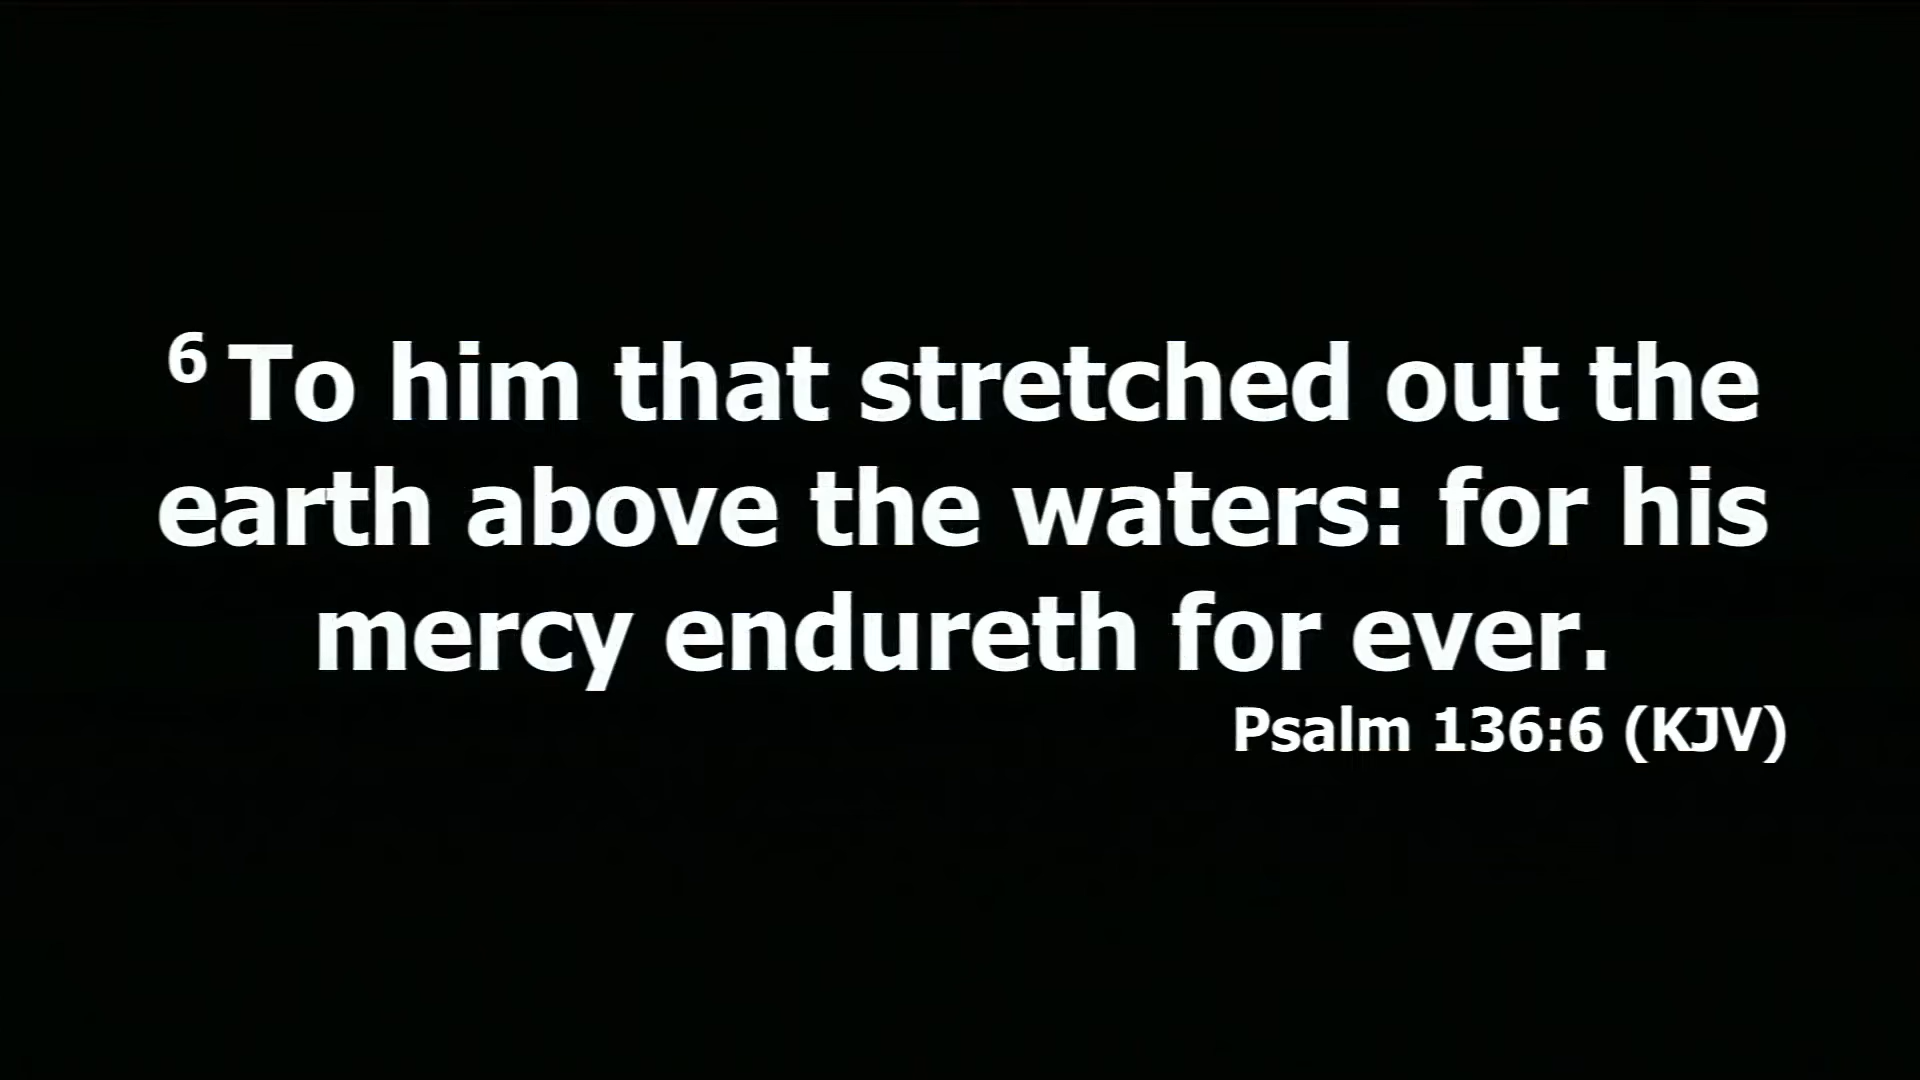 6 To him that stretched out the
earth above the waters: for his
mercy endureth for ever.
Psalm 136:6 (KJV)